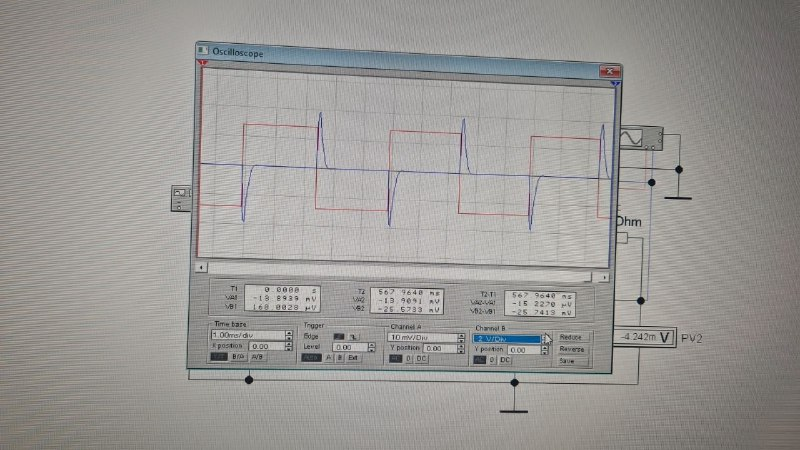 Oscilloscope
T1 0.0000 s
VA1 -13.8939 mV
VB1 168.0028 µV
T2 567.9640 ms
VA2 -13.9091 mV
VB2 -25.5733 mV
T2-T1 567.9640 ms
VA2-VA1 -15.2270 µV
VB2-VB1 -25.7413 mV
Time base
1.00ms/div
X position 0.00
B/A A/B
Trigger
Edge
Level 0.00
Auto A B Ext
Channel A
10 mV/Div
Y position 0.00
AC 0 DC
Channel B
2 V/Div
Y position 0.00
AC 0 DC
Reduce
Reverse
Save
Ohm
-4.242m V PV2